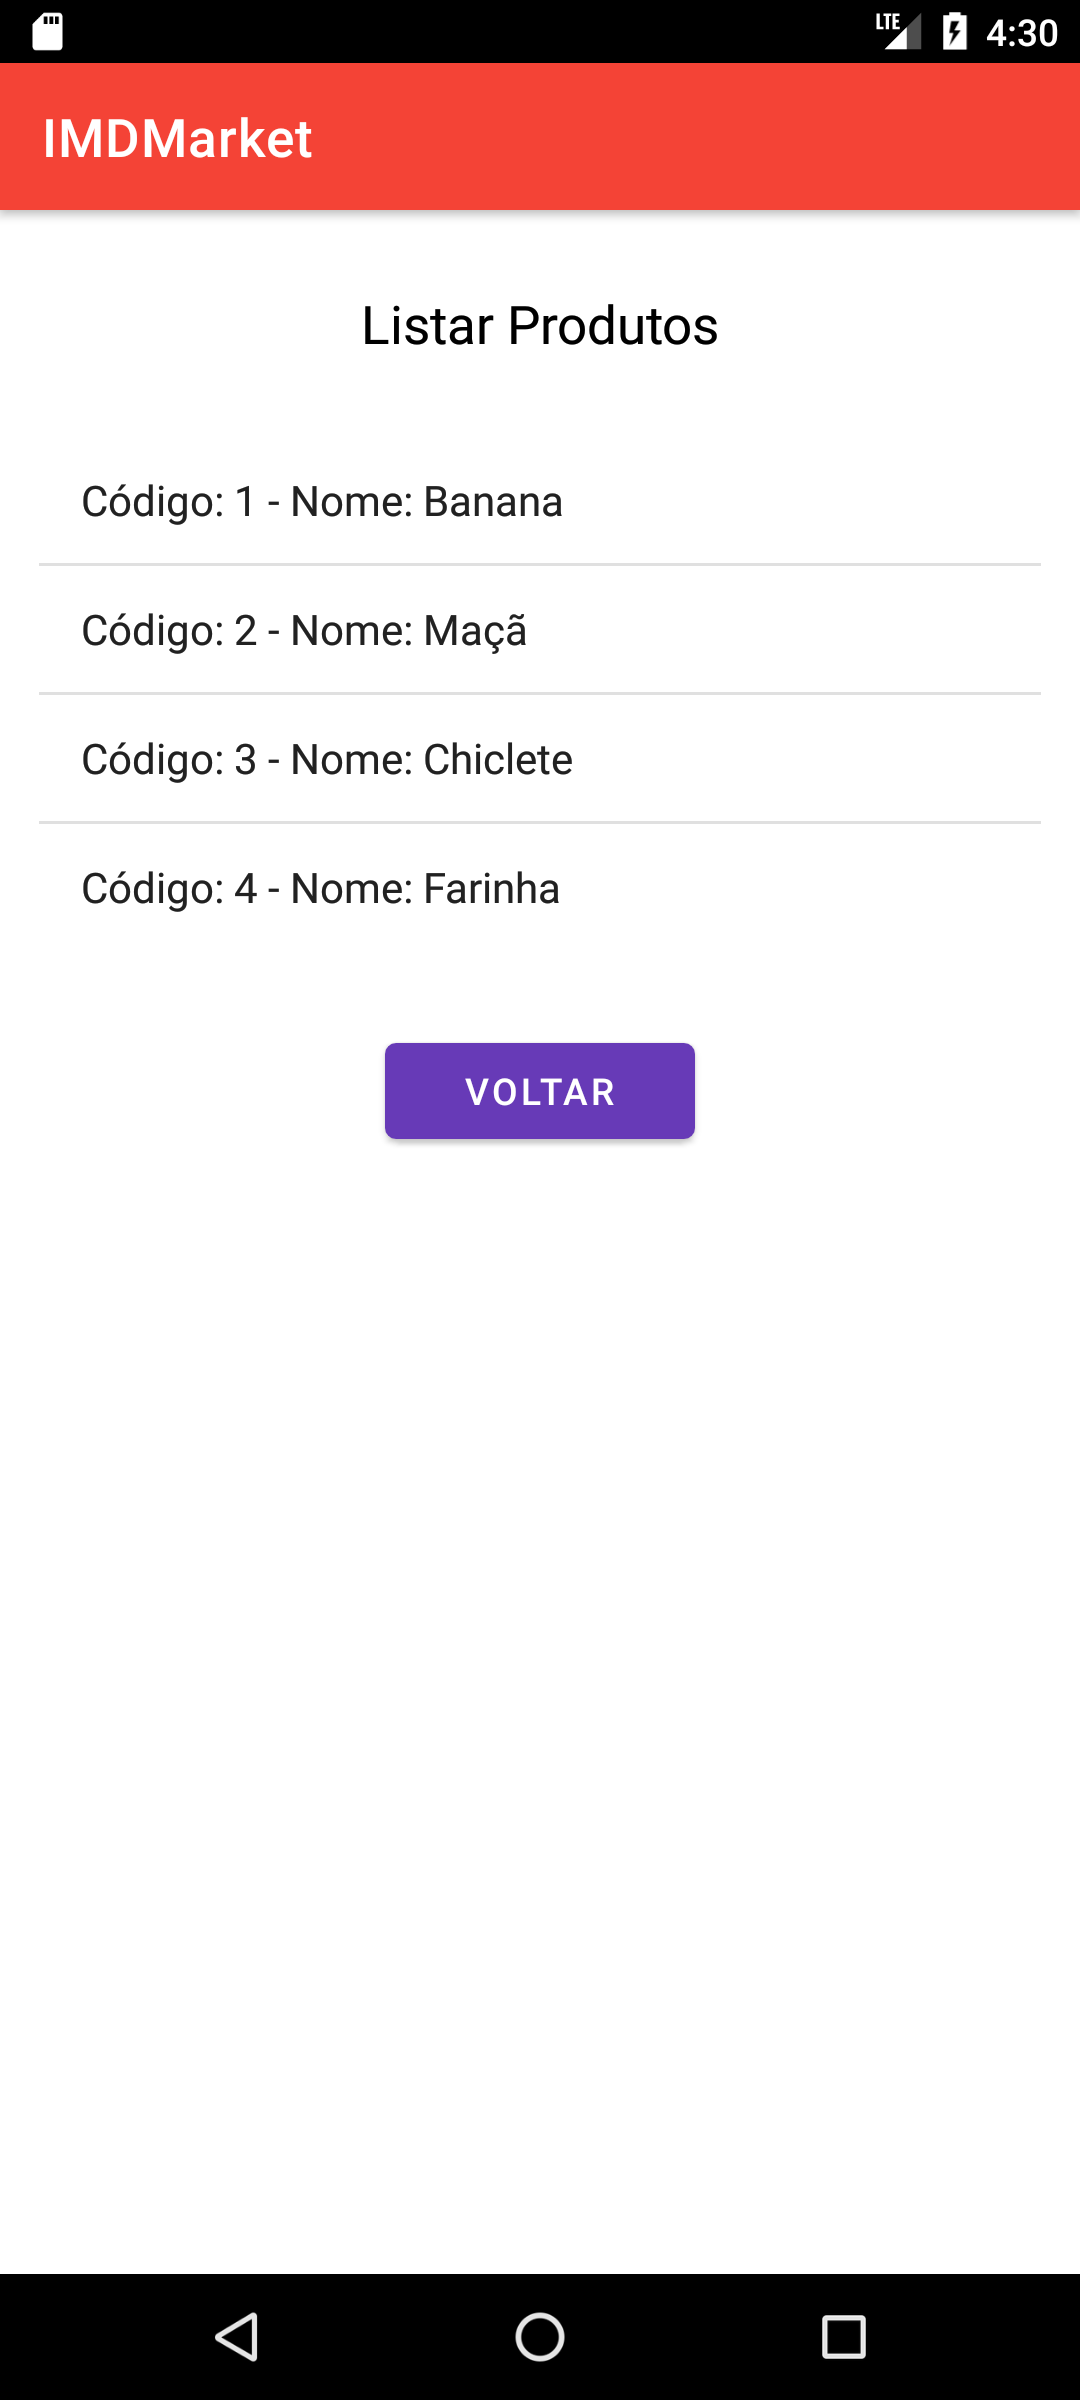 LTE 4:30
IMDMarket
Listar Produtos
Código: 1 - Nome: Banana
Código: 2 - Nome: Maçã
Código: 3 - Nome: Chiclete
Código: 4 - Nome: Farinha
VOLTAR